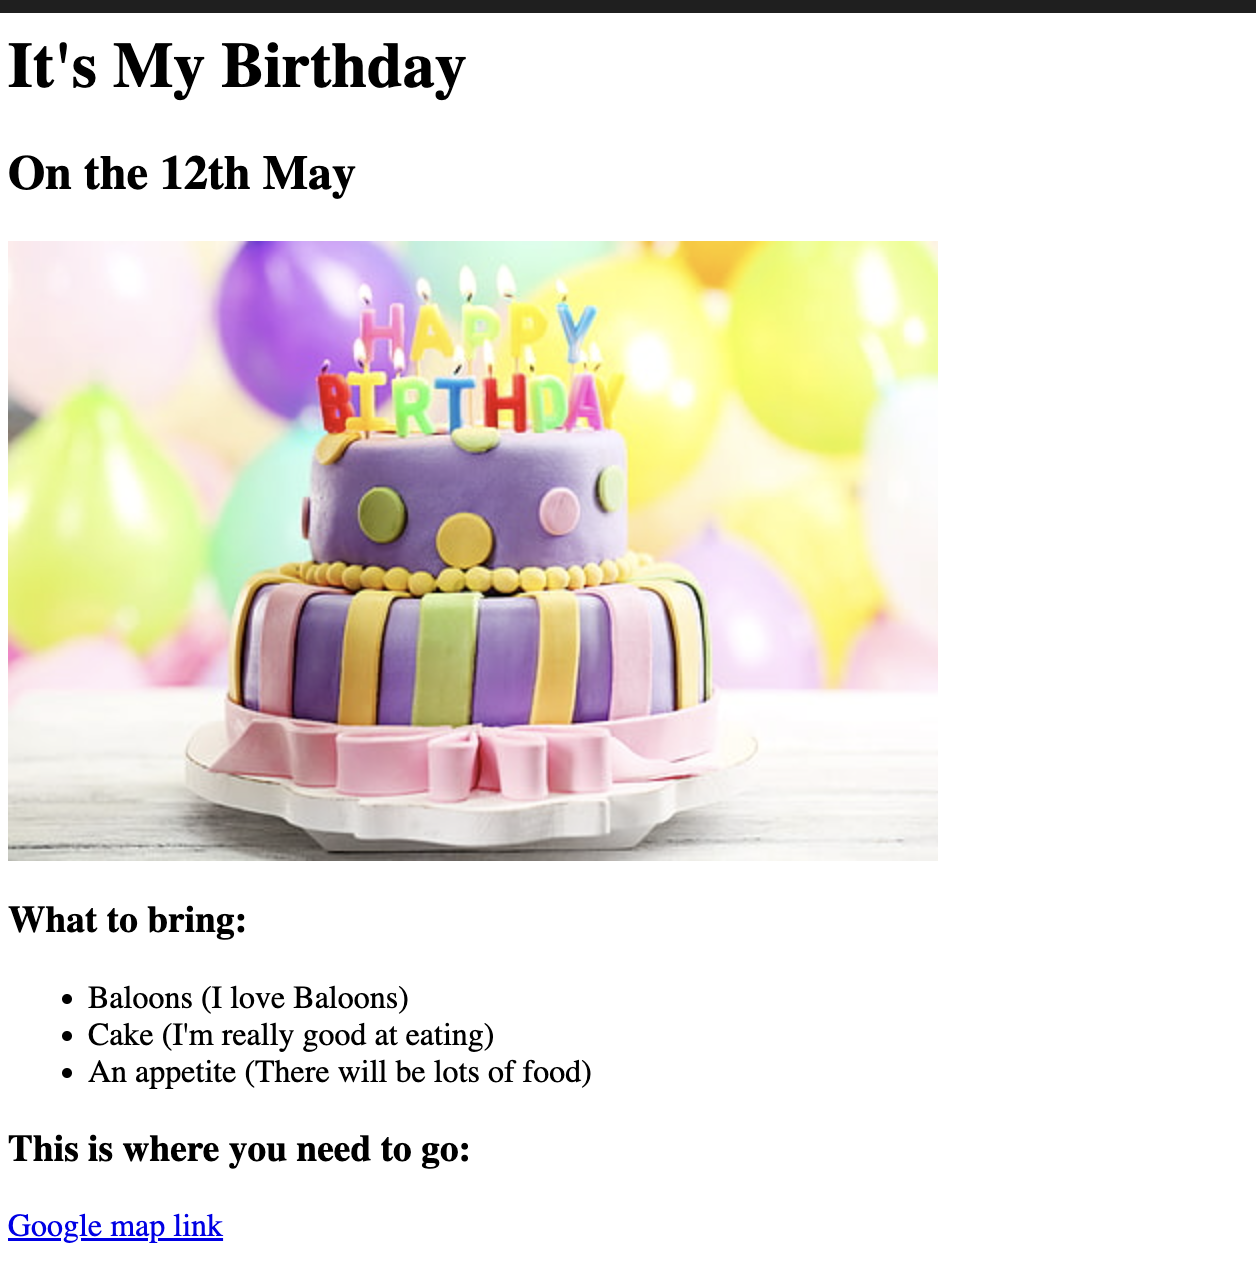 It's My Birthday
On the 12th May
HAPPY
BIRTHDAY
What to bring:
Baloons (I love Baloons)
Cake (I'm really good at eating)
An appetite (There will be lots of food)
This is where you need to go:
Google map link